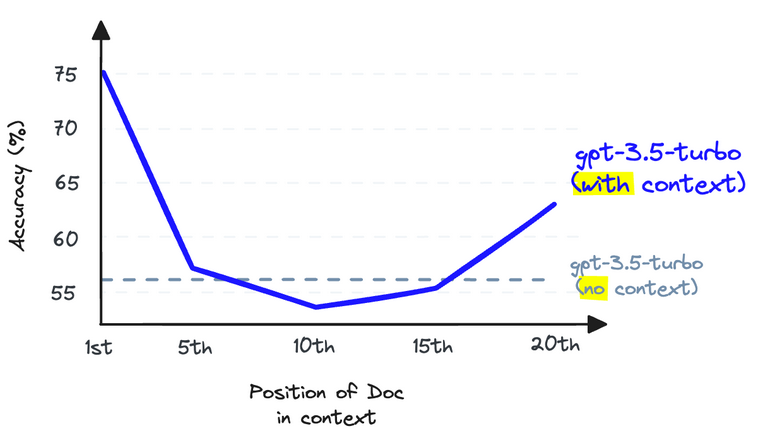 75
70
65
60
55
Accuracy (%)
gpt-3.5-turbo
(with context)
gpt-3.5-turbo
(no context)
1st 5th 10th 15th 20th
Position of Doc
in context